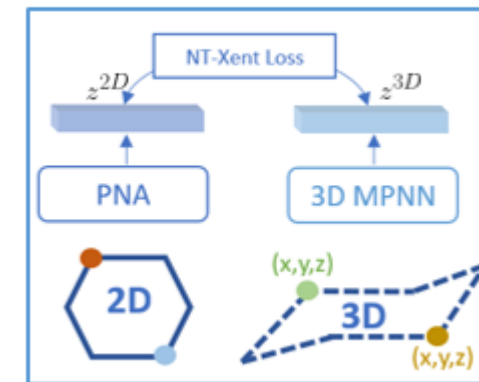 NT-Xent Loss
z^{2D} z^{3D}
PNA 3D MPNN
(x,y,z)
2D 3D
(x,y,z)